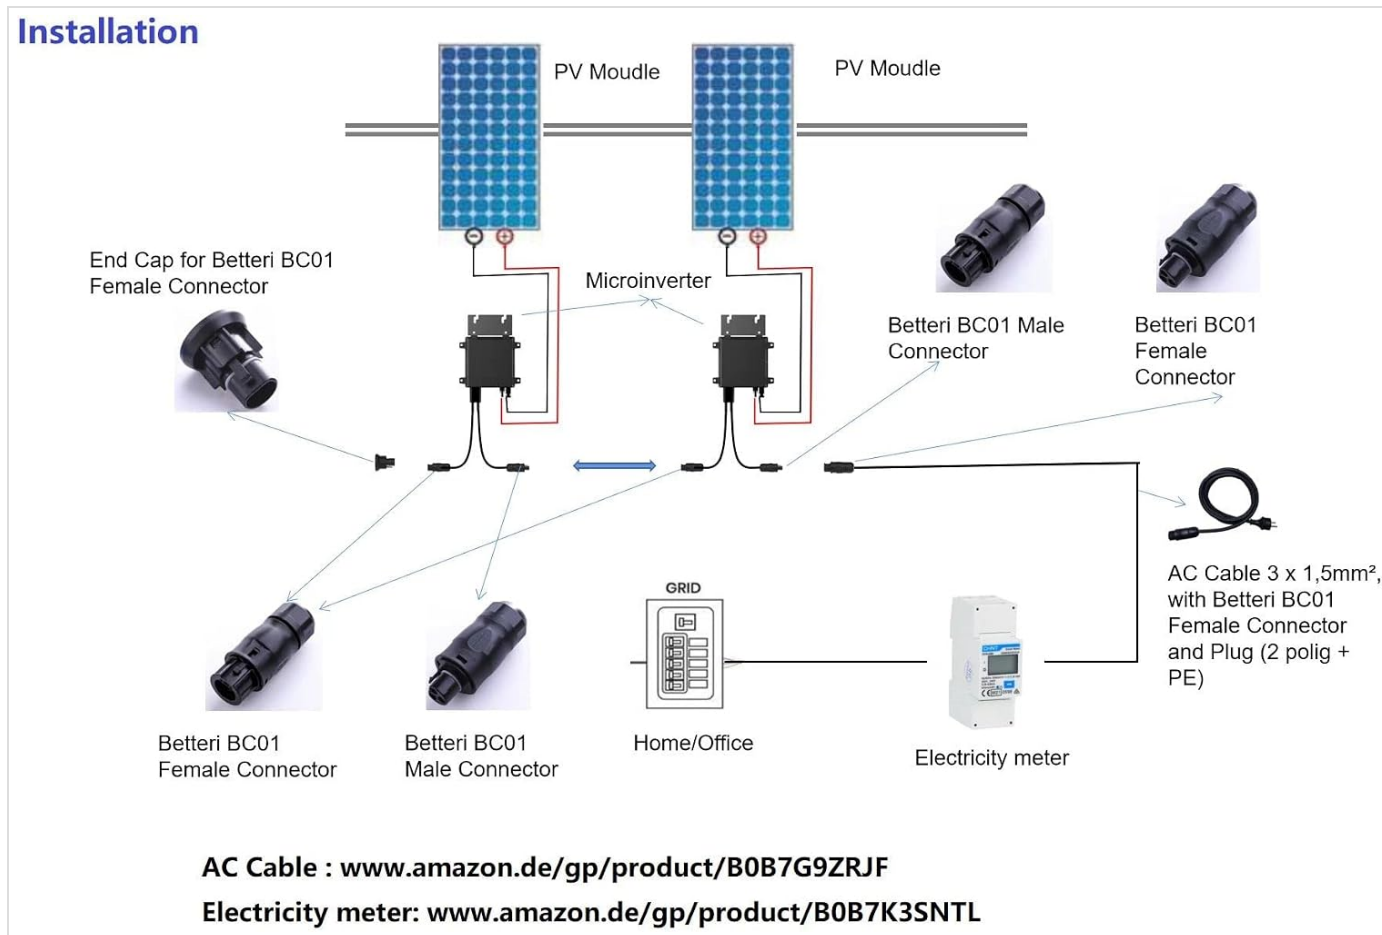 Installation
PV Moudle
PV Moudle
End Cap for Betteri BC01
Female Connector
Microinverter
Betteri BC01 Male
Connector
Betteri BC01
Female
Connector
AC Cable 3 x 1,5mm²,
with Betteri BC01
Female Connector
and Plug (2 polig +
PE)
GRID
CHNT
Betteri BC01
Female Connector
Betteri BC01
Male Connector
Home/Office
Electricity meter
AC Cable : www.amazon.de/gp/product/B0B7G9ZRJF
Electricity meter: www.amazon.de/gp/product/B0B7K3SNTL